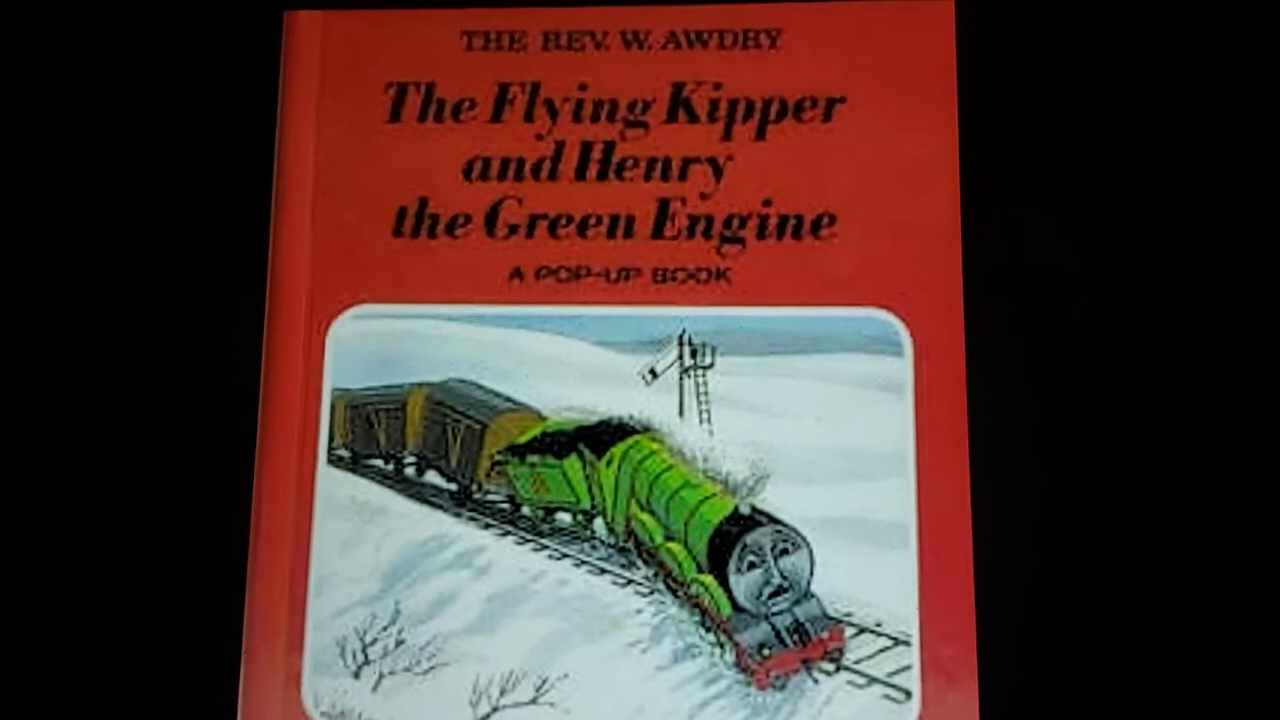 THE REV. W. AWDRY
The Flying Kipper
and Henry
the Green Engine
A POP-UP BOOK